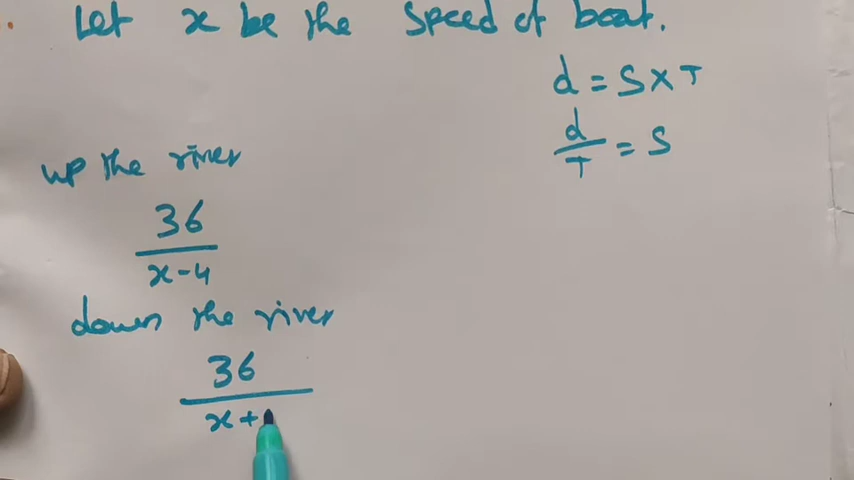 Let x be the Speed of boat.
d = S x T
d/T = S
up the river
36
x-4
down the river
36
x+